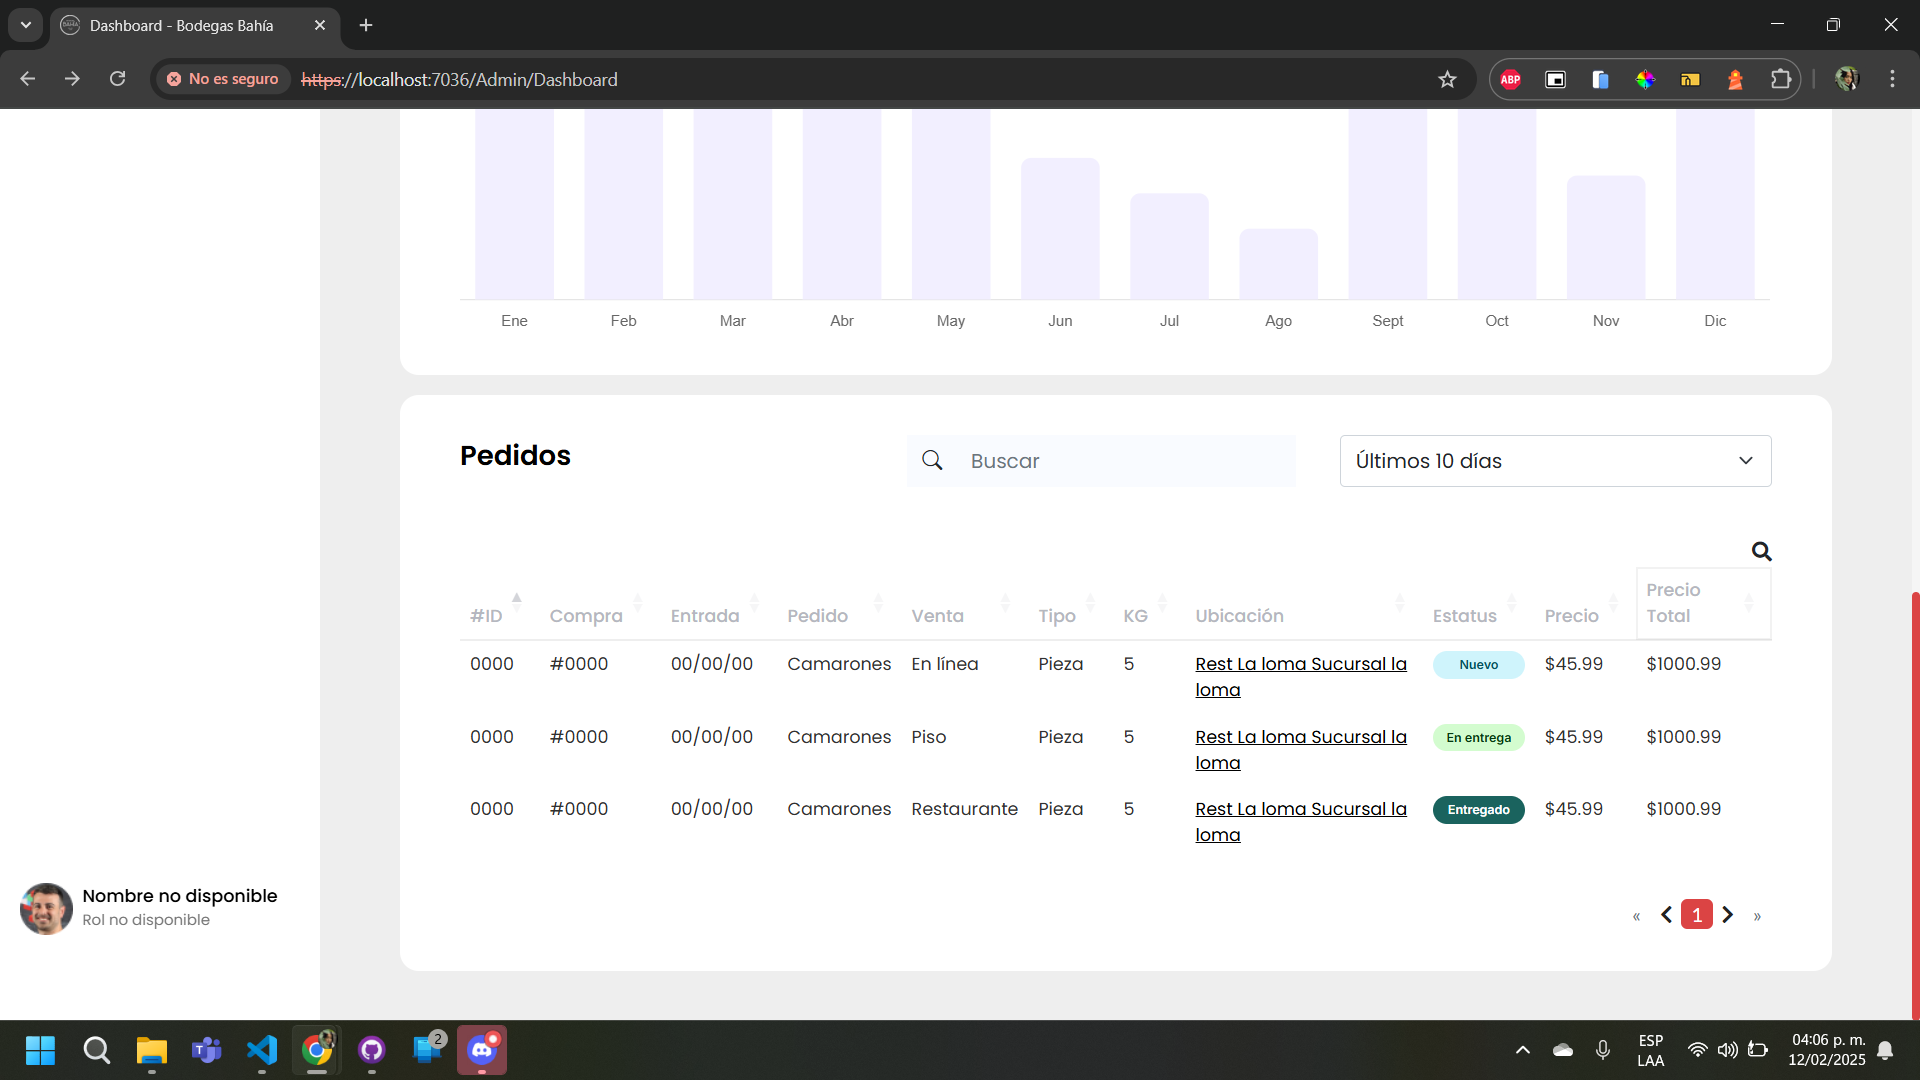 Dashboard - Bodegas Bahía
No es seguro
https://localhost:7036/Admin/Dashboard
ABP
Ene Feb Mar Abr May Jun Jul Ago Sept Oct Nov Dic
Pedidos
Buscar
Últimos 10 días
#ID Compra Entrada Pedido Venta Tipo KG Ubicación Estatus Precio Precio Total
0000 #0000 00/00/00 Camarones En línea Pieza 5 Rest La loma Sucursal la loma Nuevo $45.99 $1000.99
0000 #0000 00/00/00 Camarones Piso Pieza 5 Rest La loma Sucursal la loma En entrega $45.99 $1000.99
0000 #0000 00/00/00 Camarones Restaurante Pieza 5 Rest La loma Sucursal la loma Entregado $45.99 $1000.99
Nombre no disponible
Rol no disponible
« 1 »
2
ESP
LAA
04:06 p. m.
12/02/2025